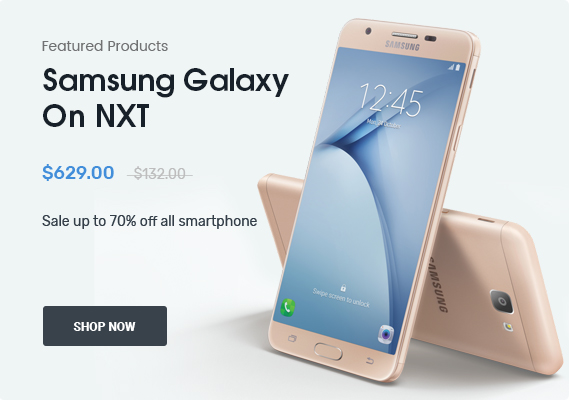 Featured Products
Samsung Galaxy
On NXT
$629.00 $132.00
Sale up to 70% off all smartphone
SHOP NOW
SAMSUNG
12:45
Swipe screen to unlock
SAMSUNG